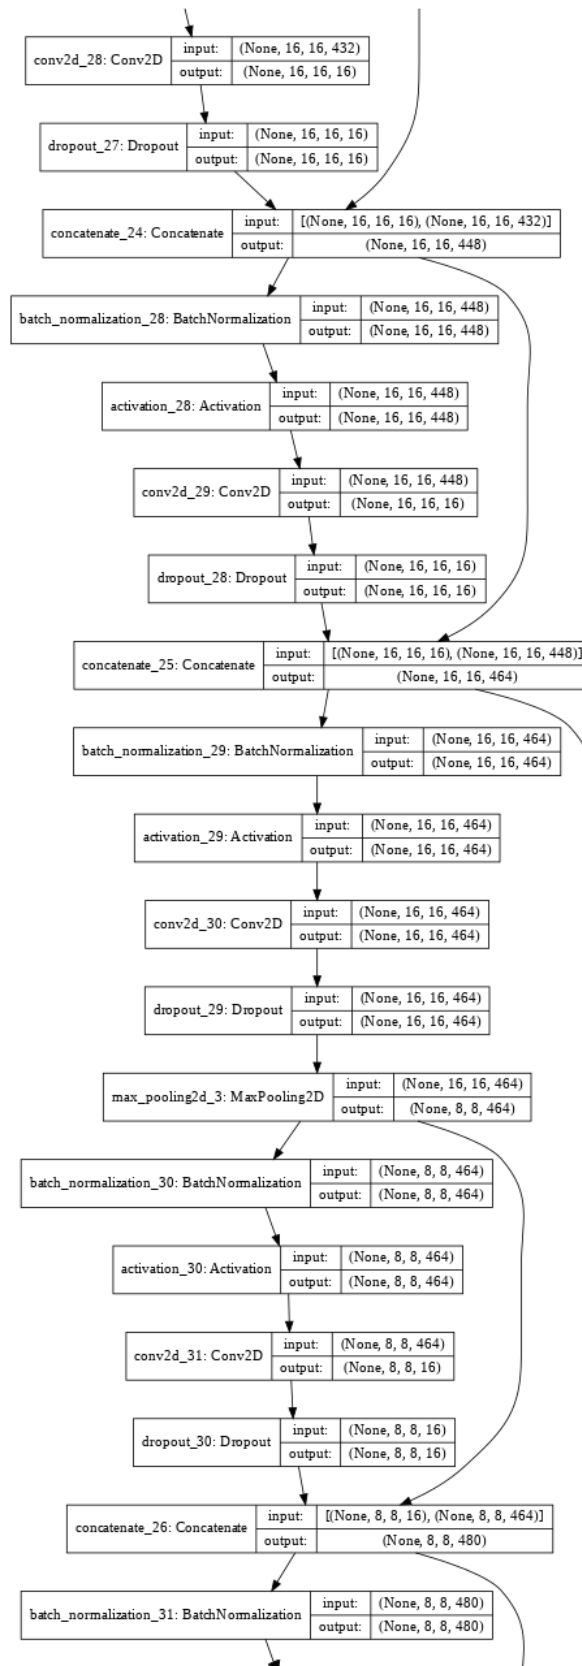 conv2d_28: Conv2D input: (None, 16, 16, 432)
output: (None, 16, 16, 16)
dropout_27: Dropout input: (None, 16, 16, 16)
output: (None, 16, 16, 16)
concatenate_24: Concatenate input: [(None, 16, 16, 16), (None, 16, 16, 432)]
output: (None, 16, 16, 448)
batch_normalization_28: BatchNormalization input: (None, 16, 16, 448)
output: (None, 16, 16, 448)
activation_28: Activation input: (None, 16, 16, 448)
output: (None, 16, 16, 448)
conv2d_29: Conv2D input: (None, 16, 16, 448)
output: (None, 16, 16, 16)
dropout_28: Dropout input: (None, 16, 16, 16)
output: (None, 16, 16, 16)
concatenate_25: Concatenate input: [(None, 16, 16, 16), (None, 16, 16, 448)]
output: (None, 16, 16, 464)
batch_normalization_29: BatchNormalization input: (None, 16, 16, 464)
output: (None, 16, 16, 464)
activation_29: Activation input: (None, 16, 16, 464)
output: (None, 16, 16, 464)
conv2d_30: Conv2D input: (None, 16, 16, 464)
output: (None, 16, 16, 464)
dropout_29: Dropout input: (None, 16, 16, 464)
output: (None, 16, 16, 464)
max_pooling2d_3: MaxPooling2D input: (None, 16, 16, 464)
output: (None, 8, 8, 464)
batch_normalization_30: BatchNormalization input: (None, 8, 8, 464)
output: (None, 8, 8, 464)
activation_30: Activation input: (None, 8, 8, 464)
output: (None, 8, 8, 464)
conv2d_31: Conv2D input: (None, 8, 8, 464)
output: (None, 8, 8, 16)
dropout_30: Dropout input: (None, 8, 8, 16)
output: (None, 8, 8, 16)
concatenate_26: Concatenate input: [(None, 8, 8, 16), (None, 8, 8, 464)]
output: (None, 8, 8, 480)
batch_normalization_31: BatchNormalization input: (None, 8, 8, 480)
output: (None, 8, 8, 480)